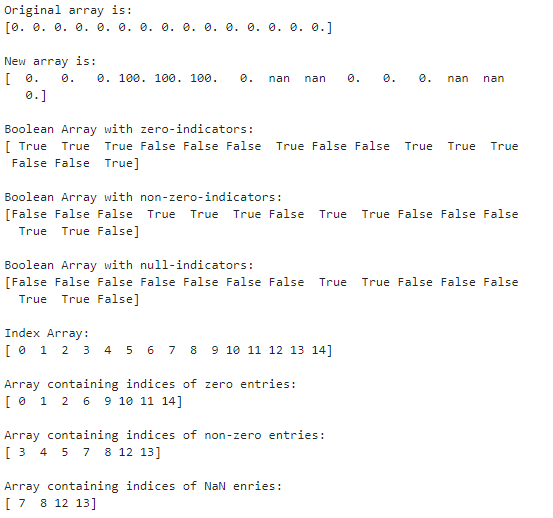 Original array is:
[0. 0. 0. 0. 0. 0. 0. 0. 0. 0. 0. 0. 0. 0. 0.]
New array is:
[  0.   0.   0. 100. 100. 100.   0.  nan  nan   0.   0.   0.  nan  nan
   0.]
Boolean Array with zero-indicators:
[ True  True  True False False False  True False False  True  True  True
 False False  True]
Boolean Array with non-zero-indicators:
[False False False  True  True  True False  True  True False False False
  True  True False]
Boolean Array with null-indicators:
[False False False False False False False  True  True False False False
  True  True False]
Index Array:
[ 0  1  2  3  4  5  6  7  8  9 10 11 12 13 14]
Array containing indices of zero entries:
[ 0  1  2  6  9 10 11 14]
Array containing indices of non-zero entries:
[ 3  4  5  7  8 12 13]
Array containing indices of NaN enries:
[ 7  8 12 13]